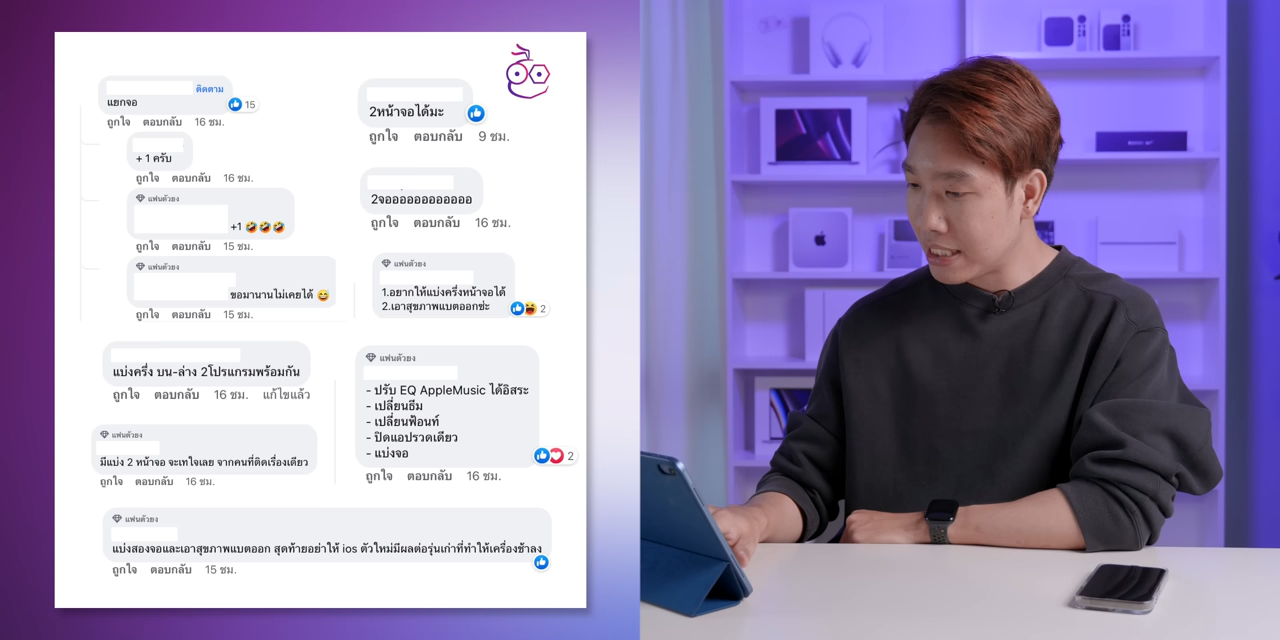 ติดตาม
แยกจอ
15
ถูกใจ ตอบกลับ 16 ชม.
+ 1 ครับ
ถูกใจ ตอบกลับ 16 ชม.
แฟนตัวยง
+1 🤣🤣🤣
ถูกใจ ตอบกลับ 15 ชม.
แฟนตัวยง
ขอมานานไม่เคยได้ 😅
ถูกใจ ตอบกลับ 15 ชม.
แบ่งครึ่ง บน-ล่าง 2โปรแกรมพร้อมกัน
ถูกใจ ตอบกลับ 16 ชม. แก้ไขแล้ว
แฟนตัวยง
มีแบ่ง 2 หน้าจอ จะเทใจเลย จากคนที่ติดเรื่องเดียว
ถูกใจ ตอบกลับ 16 ชม.
2หน้าจอได้มะ
ถูกใจ ตอบกลับ 9 ชม.
2จออออออออออออ
ถูกใจ ตอบกลับ 16 ชม.
แฟนตัวยง
1.อยากให้แบ่งครึ่งหน้าจอได้
2.เอาสุขภาพแบตออกซ่ะ
2
แฟนตัวยง
- ปรับ EQ AppleMusic ได้อิสระ
- เปลี่ยนธีม
- เปลี่ยนฟ้อนท์
- ปิดแอปรวดเดียว
- แบ่งจอ
2
ถูกใจ ตอบกลับ 16 ชม.
แฟนตัวยง
แบ่งสองจอและเอาสุขภาพแบตออก สุดท้ายอย่าให้ ios ตัวใหม่มีผลต่อรุ่นเก่าที่ทำให้เครื่องช้าลง
ถูกใจ ตอบกลับ 15 ชม.